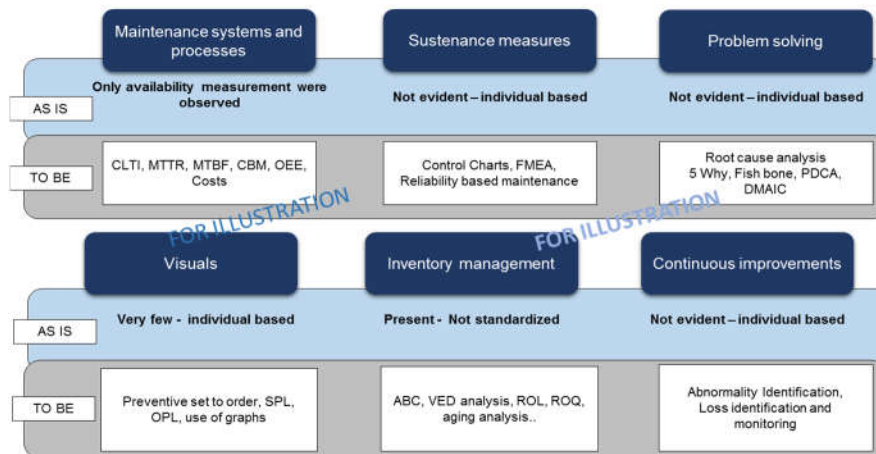 Maintenance systems and
processes
Sustenance measures
Problem solving
AS IS
Only availability measurement were
observed
Not evident – individual based
Not evident – individual based
TO BE
CLTI, MTTR, MTBF, CBM, OEE,
Costs
Control Charts, FMEA,
Reliability based maintenance
Root cause analysis
5 Why, Fish bone, PDCA,
DMAIC
FOR ILLUSTRATION
FOR ILLUSTRATION
Visuals
Inventory management
Continuous improvements
AS IS
Very few - individual based
Present - Not standardized
Not evident – individual based
TO BE
Preventive set to order, SPL,
OPL, use of graphs
ABC, VED analysis, ROL, ROQ,
aging analysis..
Abnormality Identification,
Loss identification and
monitoring